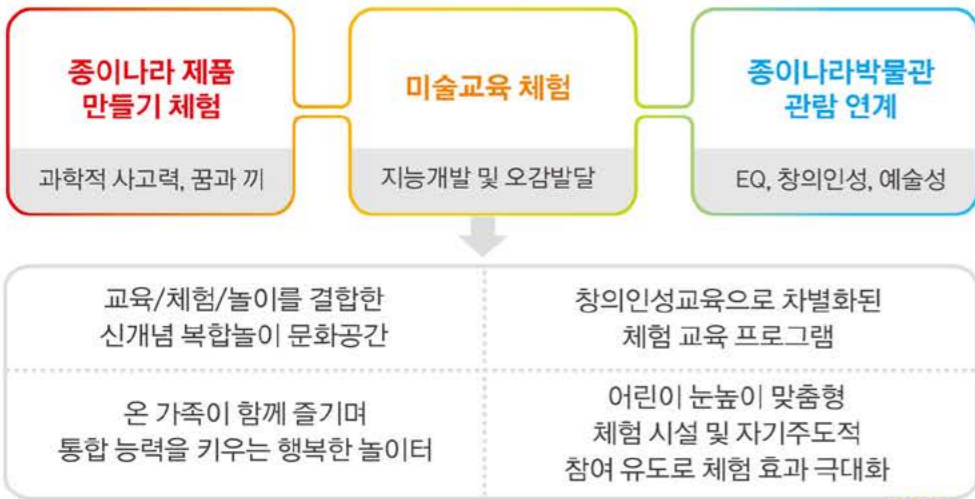 종이나라 제품
만들기 체험
과학적 사고력, 꿈과 끼
미술교육 체험
지능개발 및 오감발달
종이나라박물관
관람 연계
EQ, 창의인성, 예술성
교육/체험/놀이를 결합한
신개념 복합놀이 문화공간
창의인성교육으로 차별화된
체험 교육 프로그램
온 가족이 함께 즐기며
통합 능력을 키우는 행복한 놀이터
어린이 눈높이 맞춤형
체험 시설 및 자기주도적
참여 유도로 체험 효과 극대화